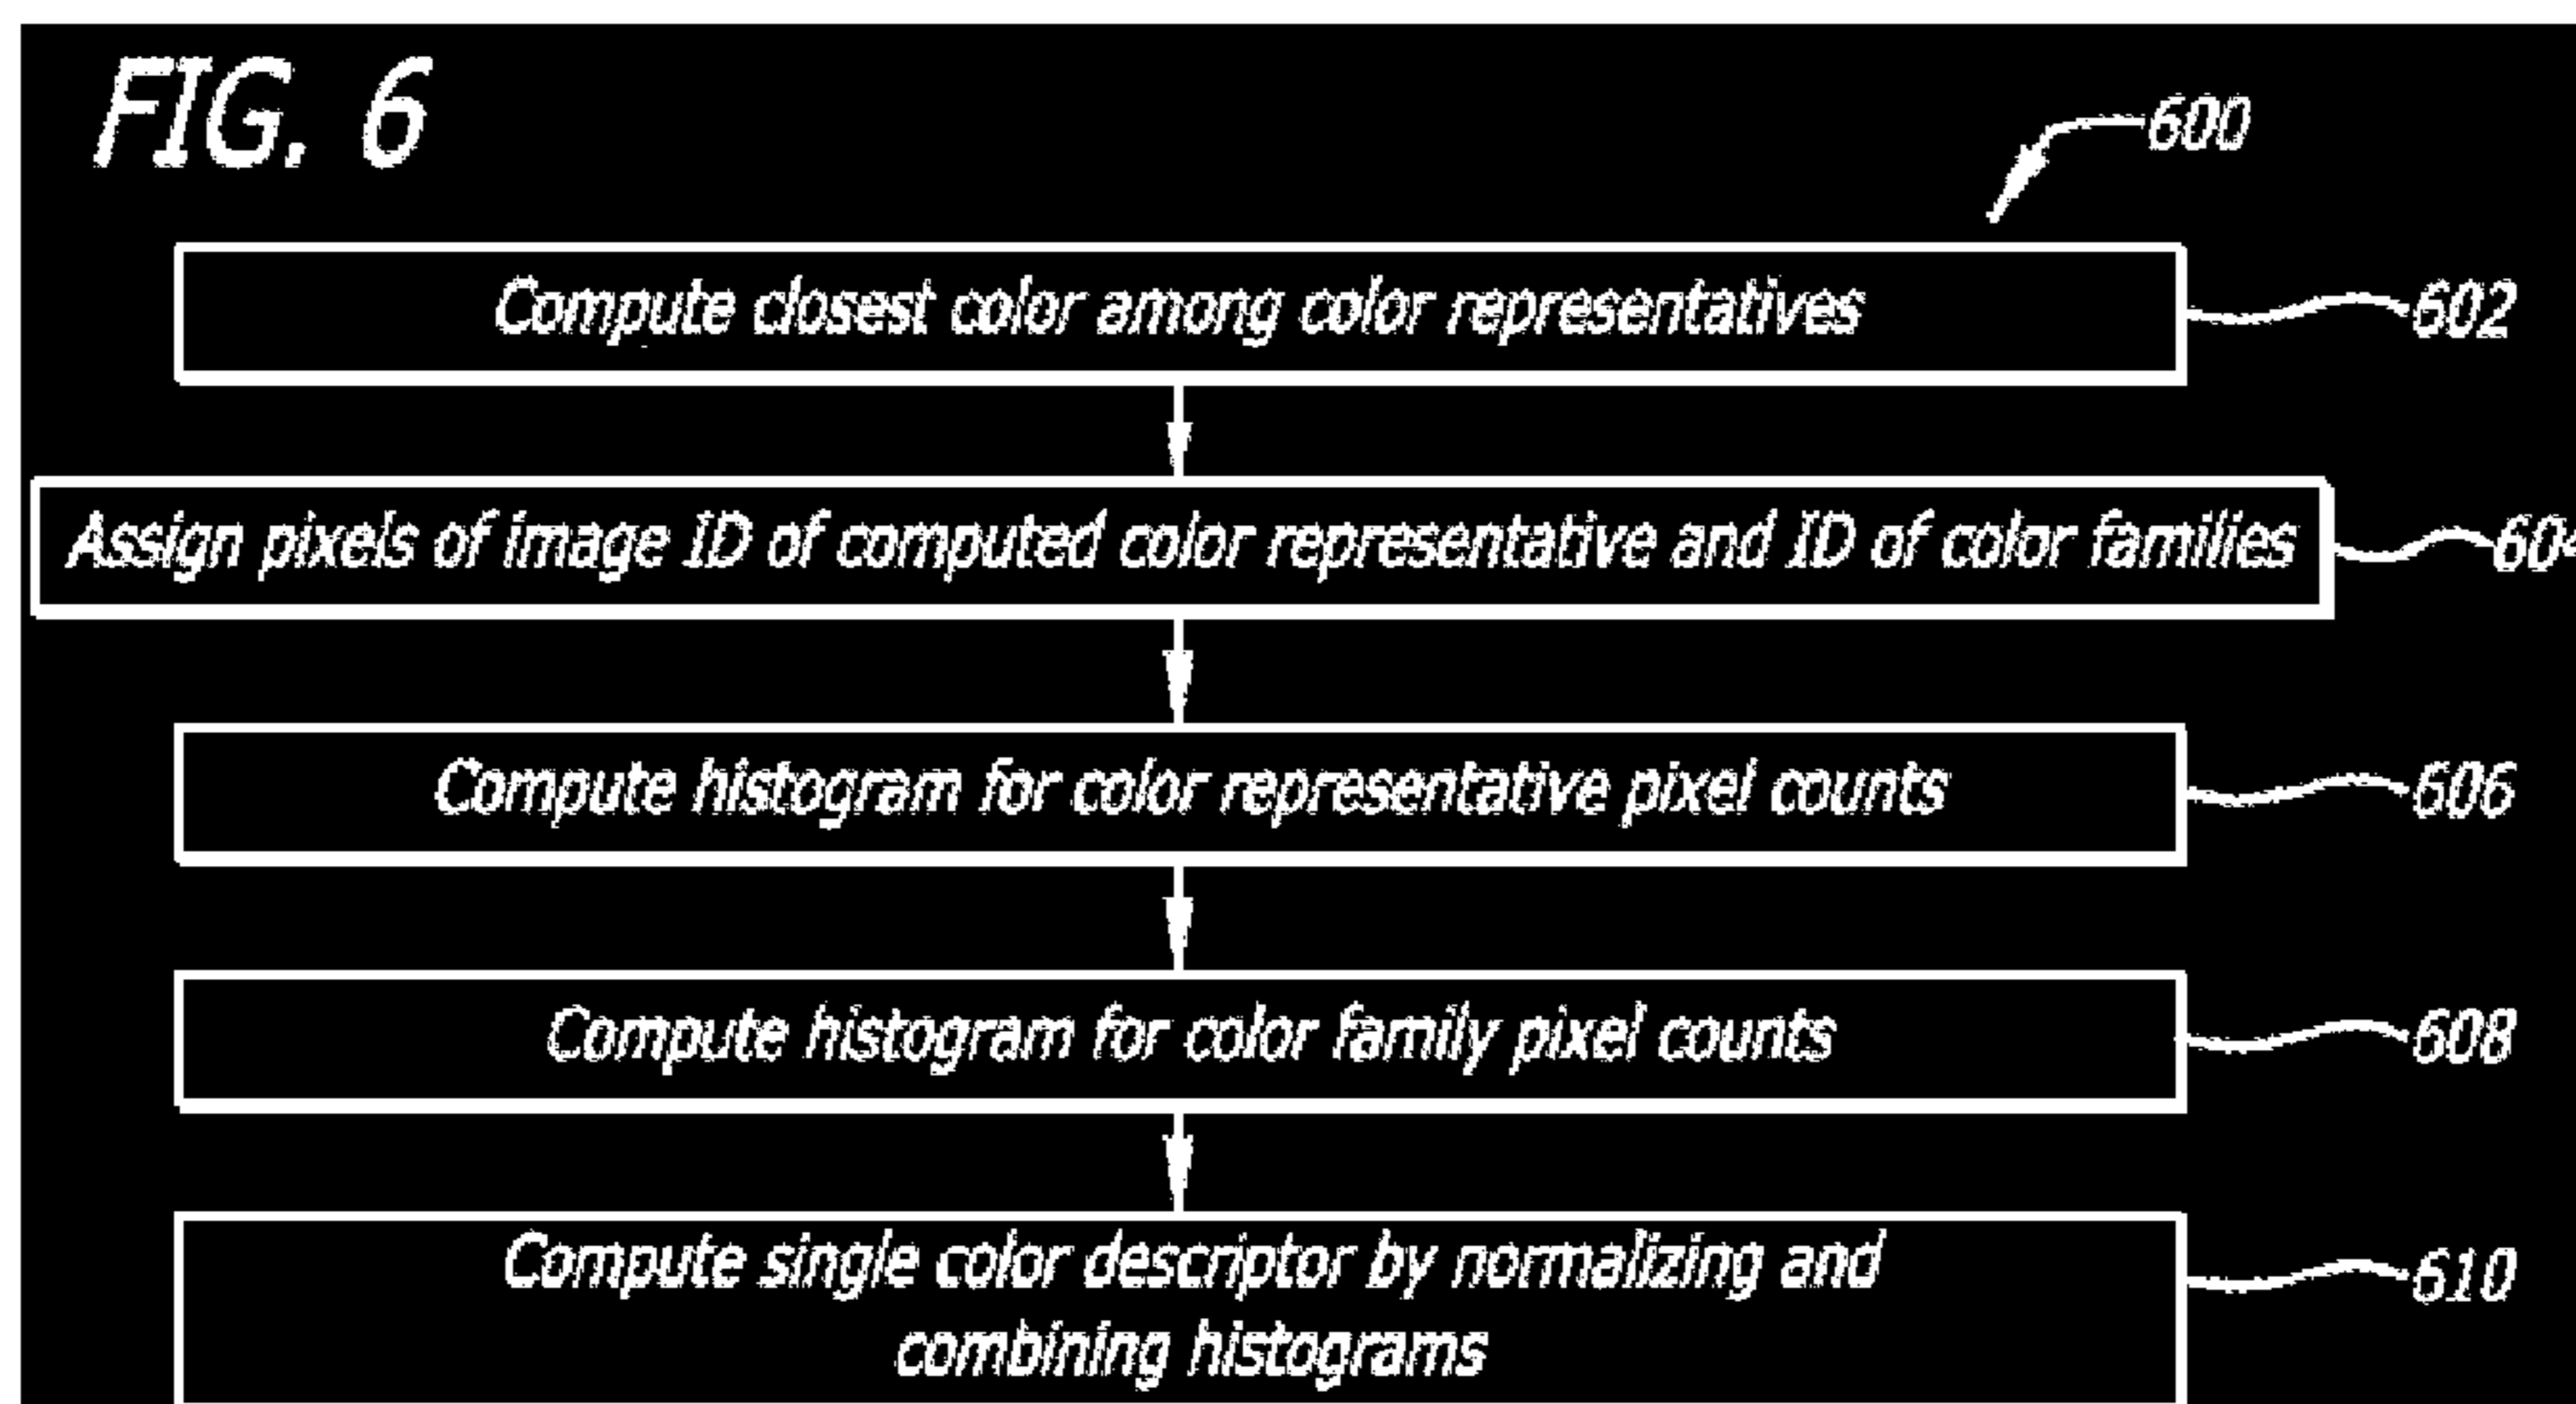 FIG. 6
600
Compute closest color among color representatives
602
Assign pixels of image ID of computed color representative and ID of color families
604
Compute histogram for color representative pixel counts
606
Compute histogram for color family pixel counts
608
Compute single color descriptor by normalizing and
combining histograms
610